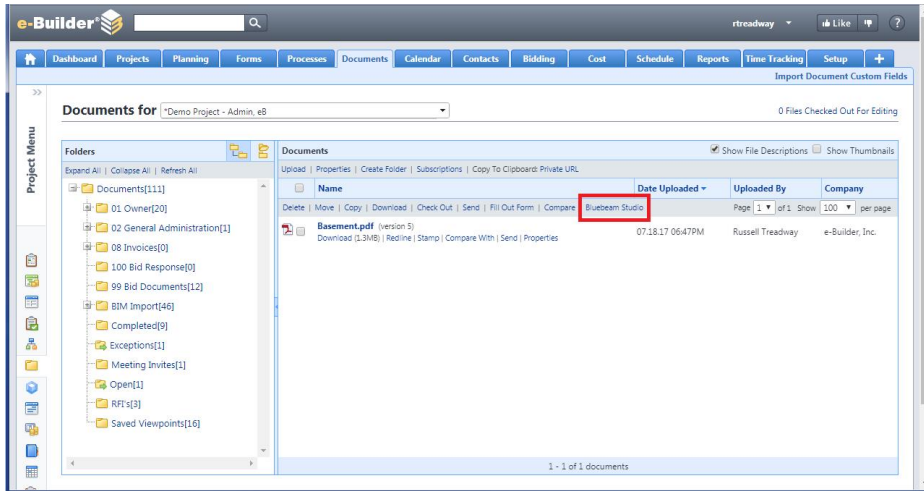 e-Builder®
rtreadway
Like
?
Dashboard Projects Planning Forms Processes Documents Calendar Contacts Bidding Cost Schedule Reports Time Tracking Setup +
Import Document Custom Fields
>>
Project Menu
Documents for *Demo Project - Admin, eB
0 Files Checked Out For Editing
Folders
Expand All | Collapse All | Refresh All
Documents[111]
01 Owner[20]
02 General Administration[1]
08 Invoices[0]
100 Bid Response[0]
99 Bid Documents[12]
BIM Import[46]
Completed[9]
Exceptions[1]
Meeting Invites[1]
Open[1]
RFI's[3]
Saved Viewpoints[16]
Documents
Show File Descriptions Show Thumbnails
Upload | Properties | Create Folder | Subscriptions | Copy To Clipboard: Private URL
Name Date Uploaded Uploaded By Company
Delete | Move | Copy | Download | Check Out | Send | Fill Out Form | Compare | Bluebeam Studio Page 1 of 1 Show 100 per page
Basement.pdf (version 5)
Download (1.3MB) | Redline | Stamp | Compare With | Send | Properties
07.18.17 06:47PM Russell Treadway e-Builder, Inc.
1 - 1 of 1 documents